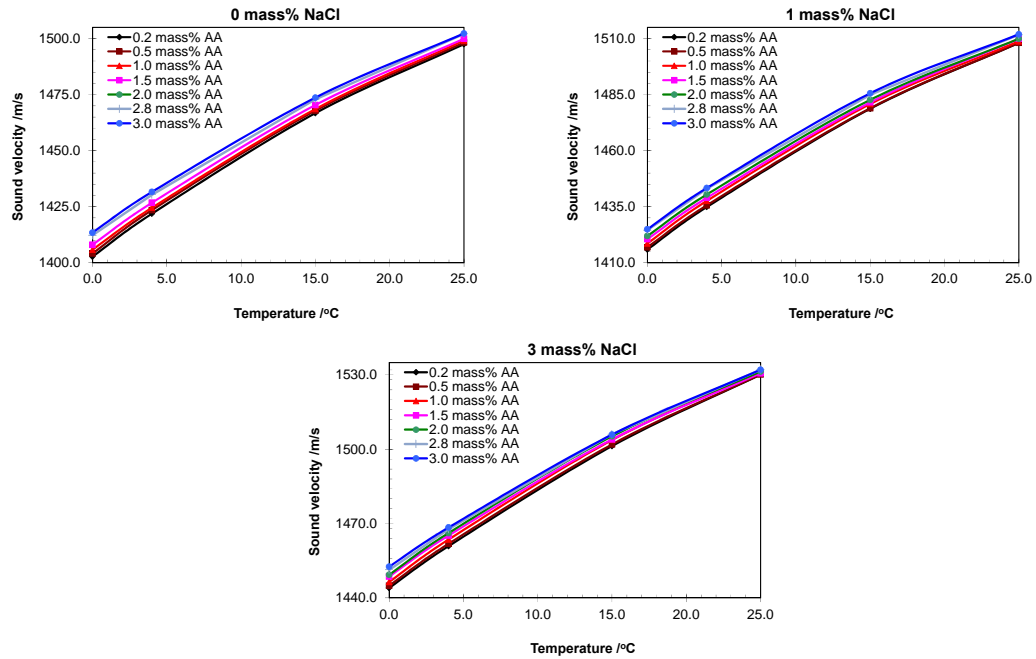 0 mass% NaCl
Sound velocity /m/s
1500.0
1475.0
1450.0
1425.0
1400.0
0.2 mass% AA
0.5 mass% AA
1.0 mass% AA
1.5 mass% AA
2.0 mass% AA
2.8 mass% AA
3.0 mass% AA
0.0 5.0 10.0 15.0 20.0 25.0
Temperature /ºC
1 mass% NaCl
Sound velocity /m/s
1510.0
1485.0
1460.0
1435.0
1410.0
0.2 mass% AA
0.5 mass% AA
1.0 mass% AA
1.5 mass% AA
2.0 mass% AA
2.8 mass% AA
3.0 mass% AA
0.0 5.0 10.0 15.0 20.0 25.0
Temperature /ºC
3 mass% NaCl
Sound velocity /m/s
1530.0
1500.0
1470.0
1440.0
0.2 mass% AA
0.5 mass% AA
1.0 mass% AA
1.5 mass% AA
2.0 mass% AA
2.8 mass% AA
3.0 mass% AA
0.0 5.0 10.0 15.0 20.0 25.0
Temperature /ºC